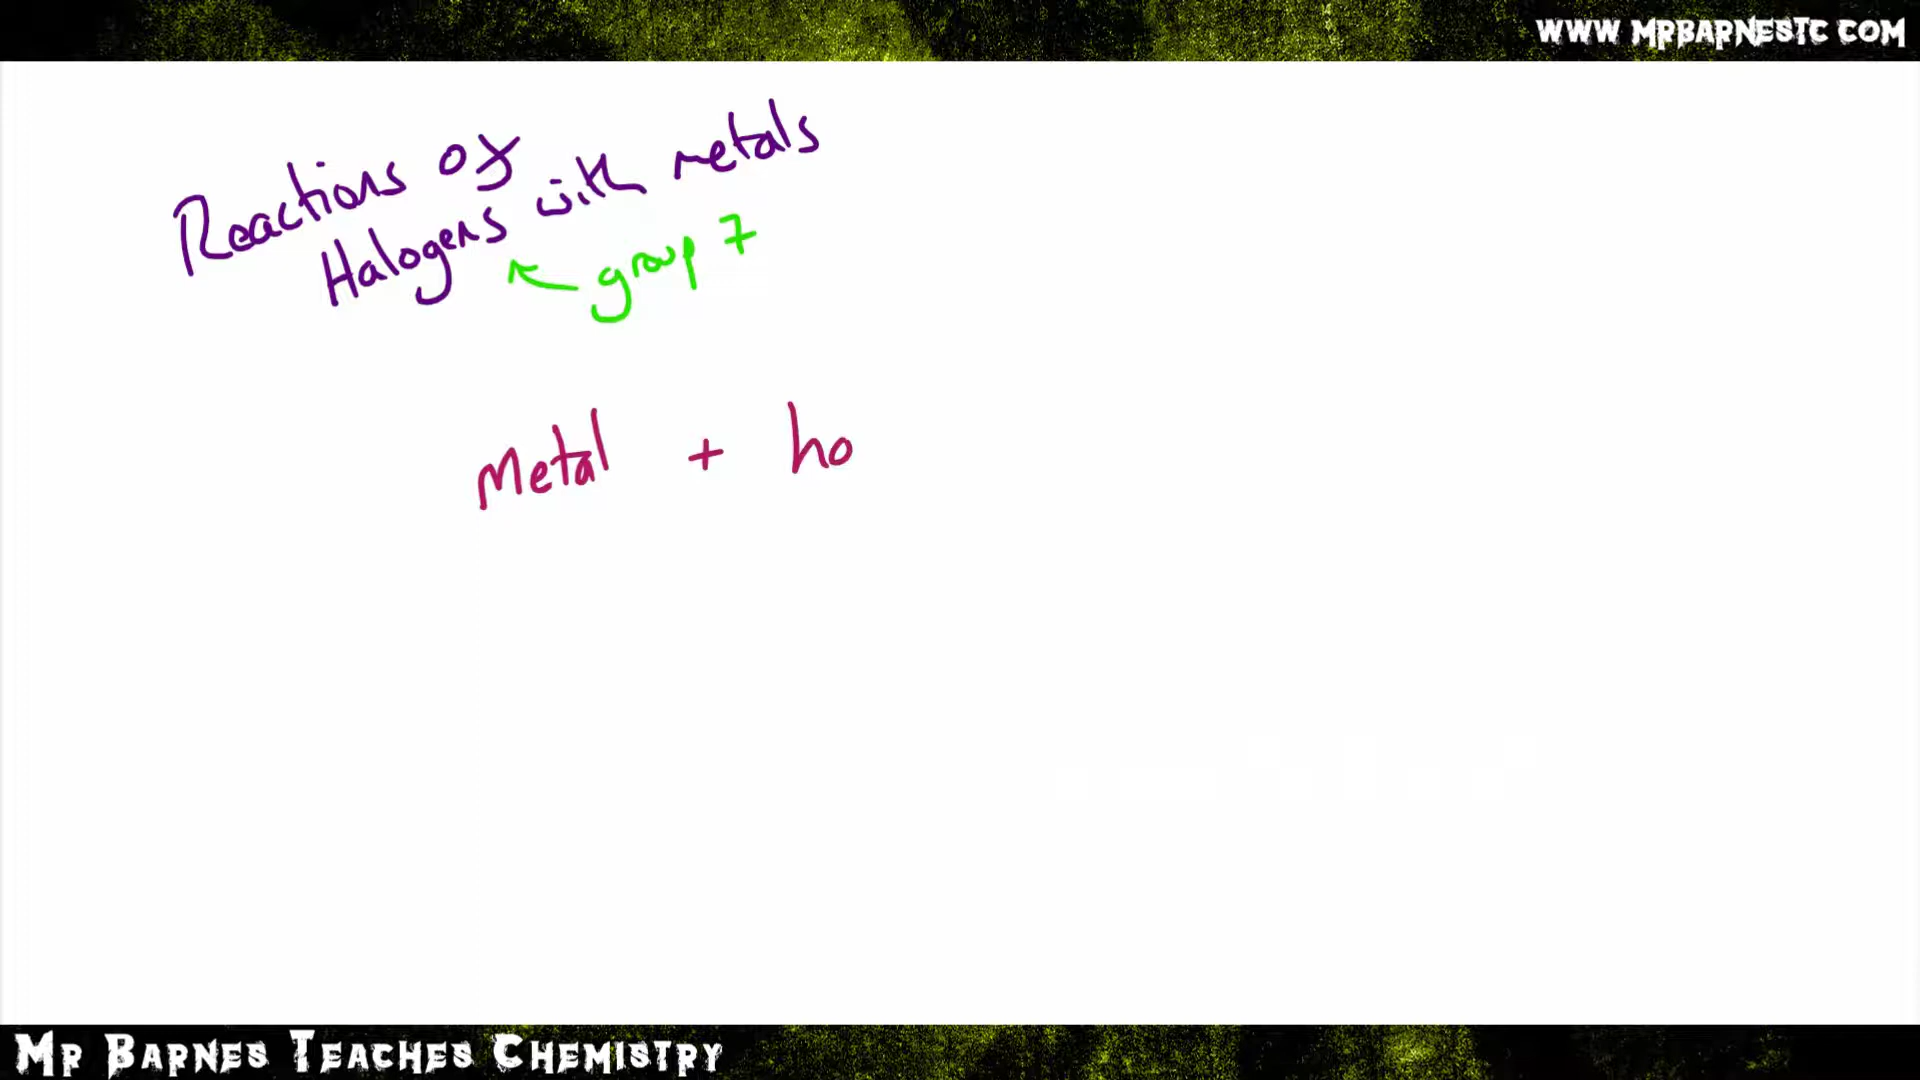 WWW MRBARNESTC COM
Reactions of
Halogens with metals
group 7
Metal + ho
MR BARNES TEACHES CHEMISTRY